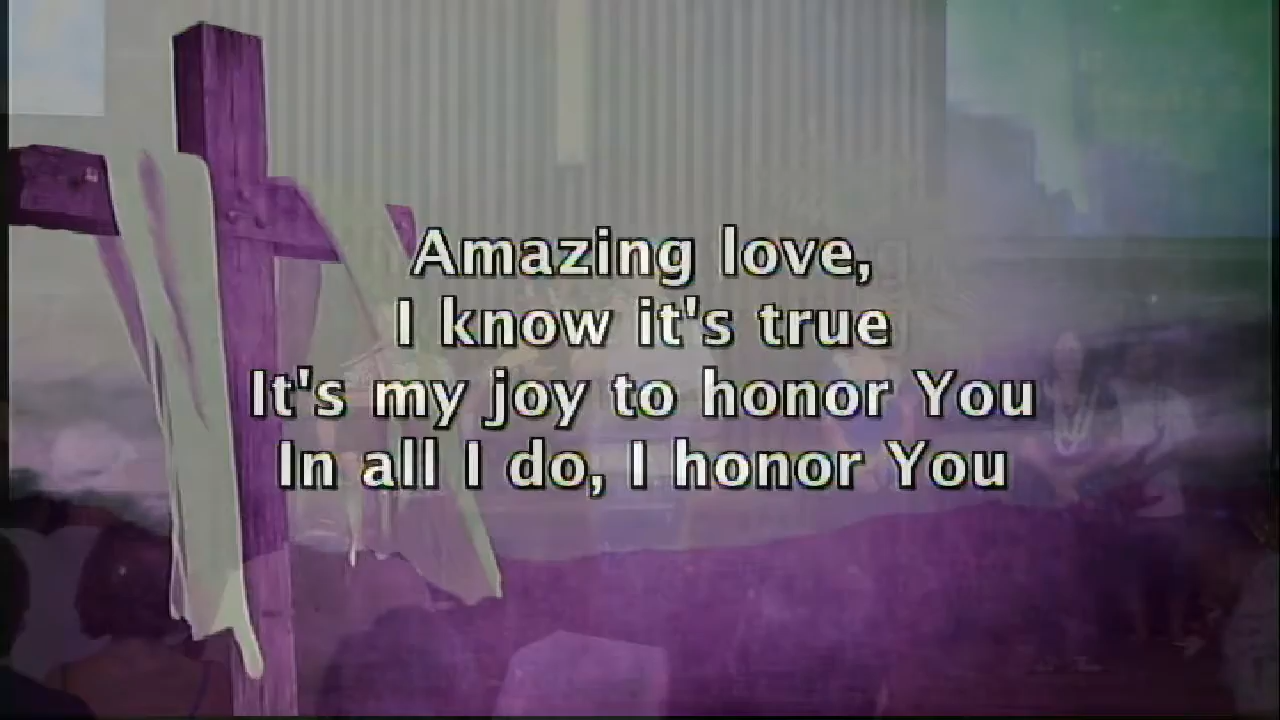 Amazing love,
I know it's true
It's my joy to honor You
In all I do, I honor You